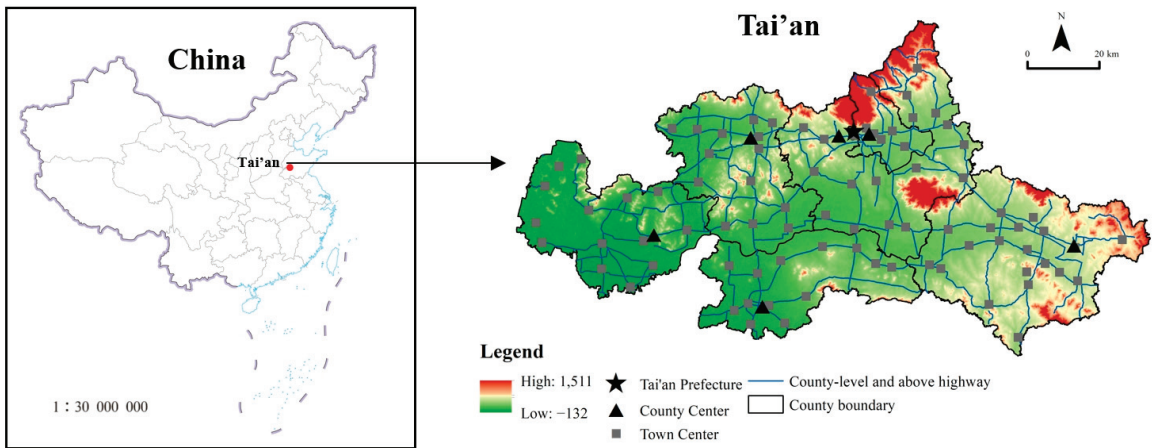 China
Tai'an
1：30 000 000
Tai'an
N
0
20 km
Legend
High: 1,511
Low: −132
Tai'an Prefecture
County Center
Town Center
County-level and above highway
County boundary